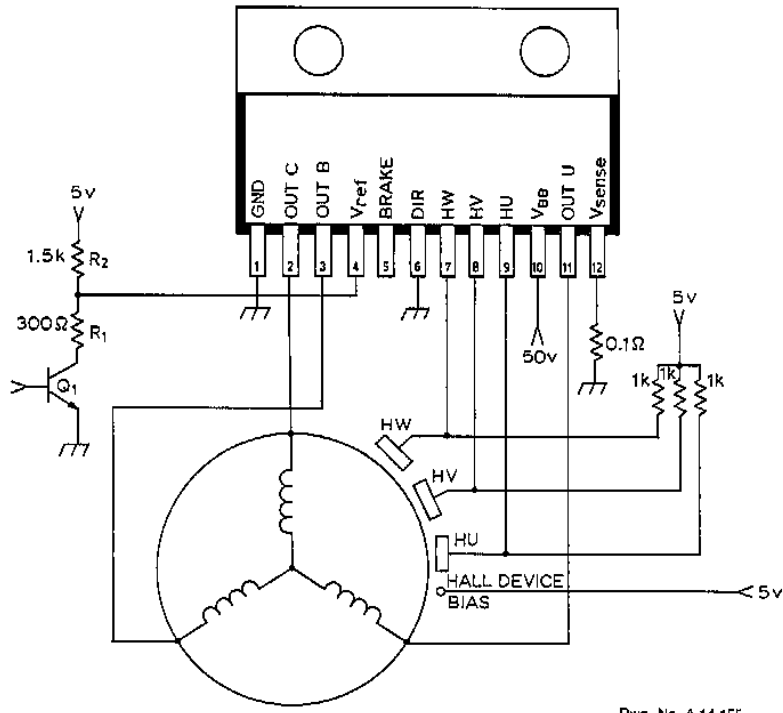 GND
OUT C
OUT B
Vref
BRAKE
DIR
HW
HV
HU
VBB
OUT U
Vsense
1
2
3
4
5
6
7
8
9
10
11
12
5v
1.5k R2
300Ω R1
Q1
50v
0.1Ω
5v
1k 1k 1k
HW
HV
HU
HALL DEVICE
BIAS
5v